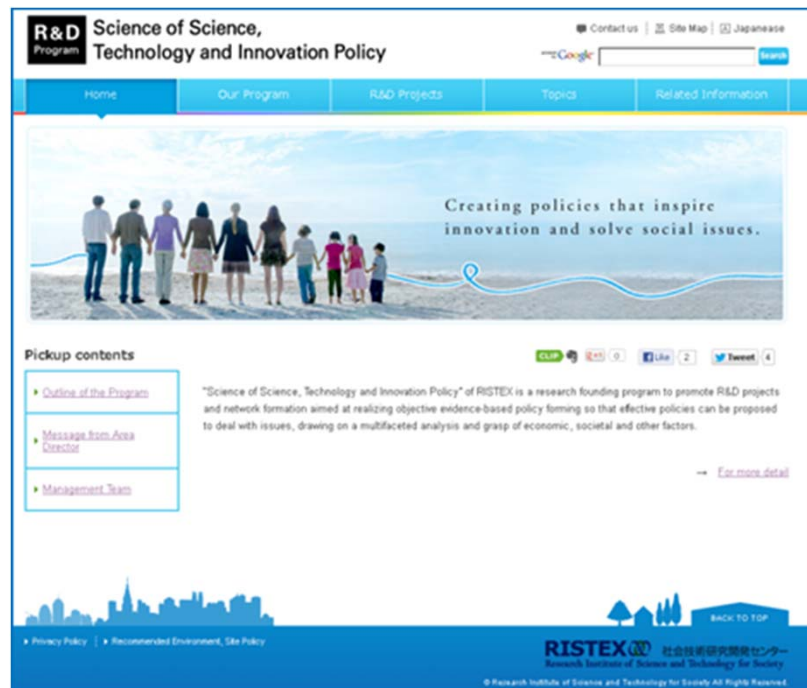 R&D Program
Science of Science,
Technology and Innovation Policy
Contact us | Site Map | Japanease
Google Search
Home Our Program R&D Projects Topics Related Information
Creating policies that inspire
innovation and solve social issues.
Pickup contents
CLIP +1 0 Like 2 Tweet 4
Outline of the Program
Message from Area
Director
Management Team
"Science of Science, Technology and Innovation Policy" of RISTEX is a research founding program to promote R&D projects
and network formation aimed at realizing objective evidence-based policy forming so that efective policies can be proposed
to deal with issues, drawing on a multifaceted analysis and grasp of economic, societal and other factors.
→ For more detail
BACK TO TOP
Privacy Policy | Recommended Environment, Site Policy
RISTEX 社会技術研究開発センター
Research Institute of Science and Technology for Society
© Research Institute of Science and Technology for Society All Rights Reserved.